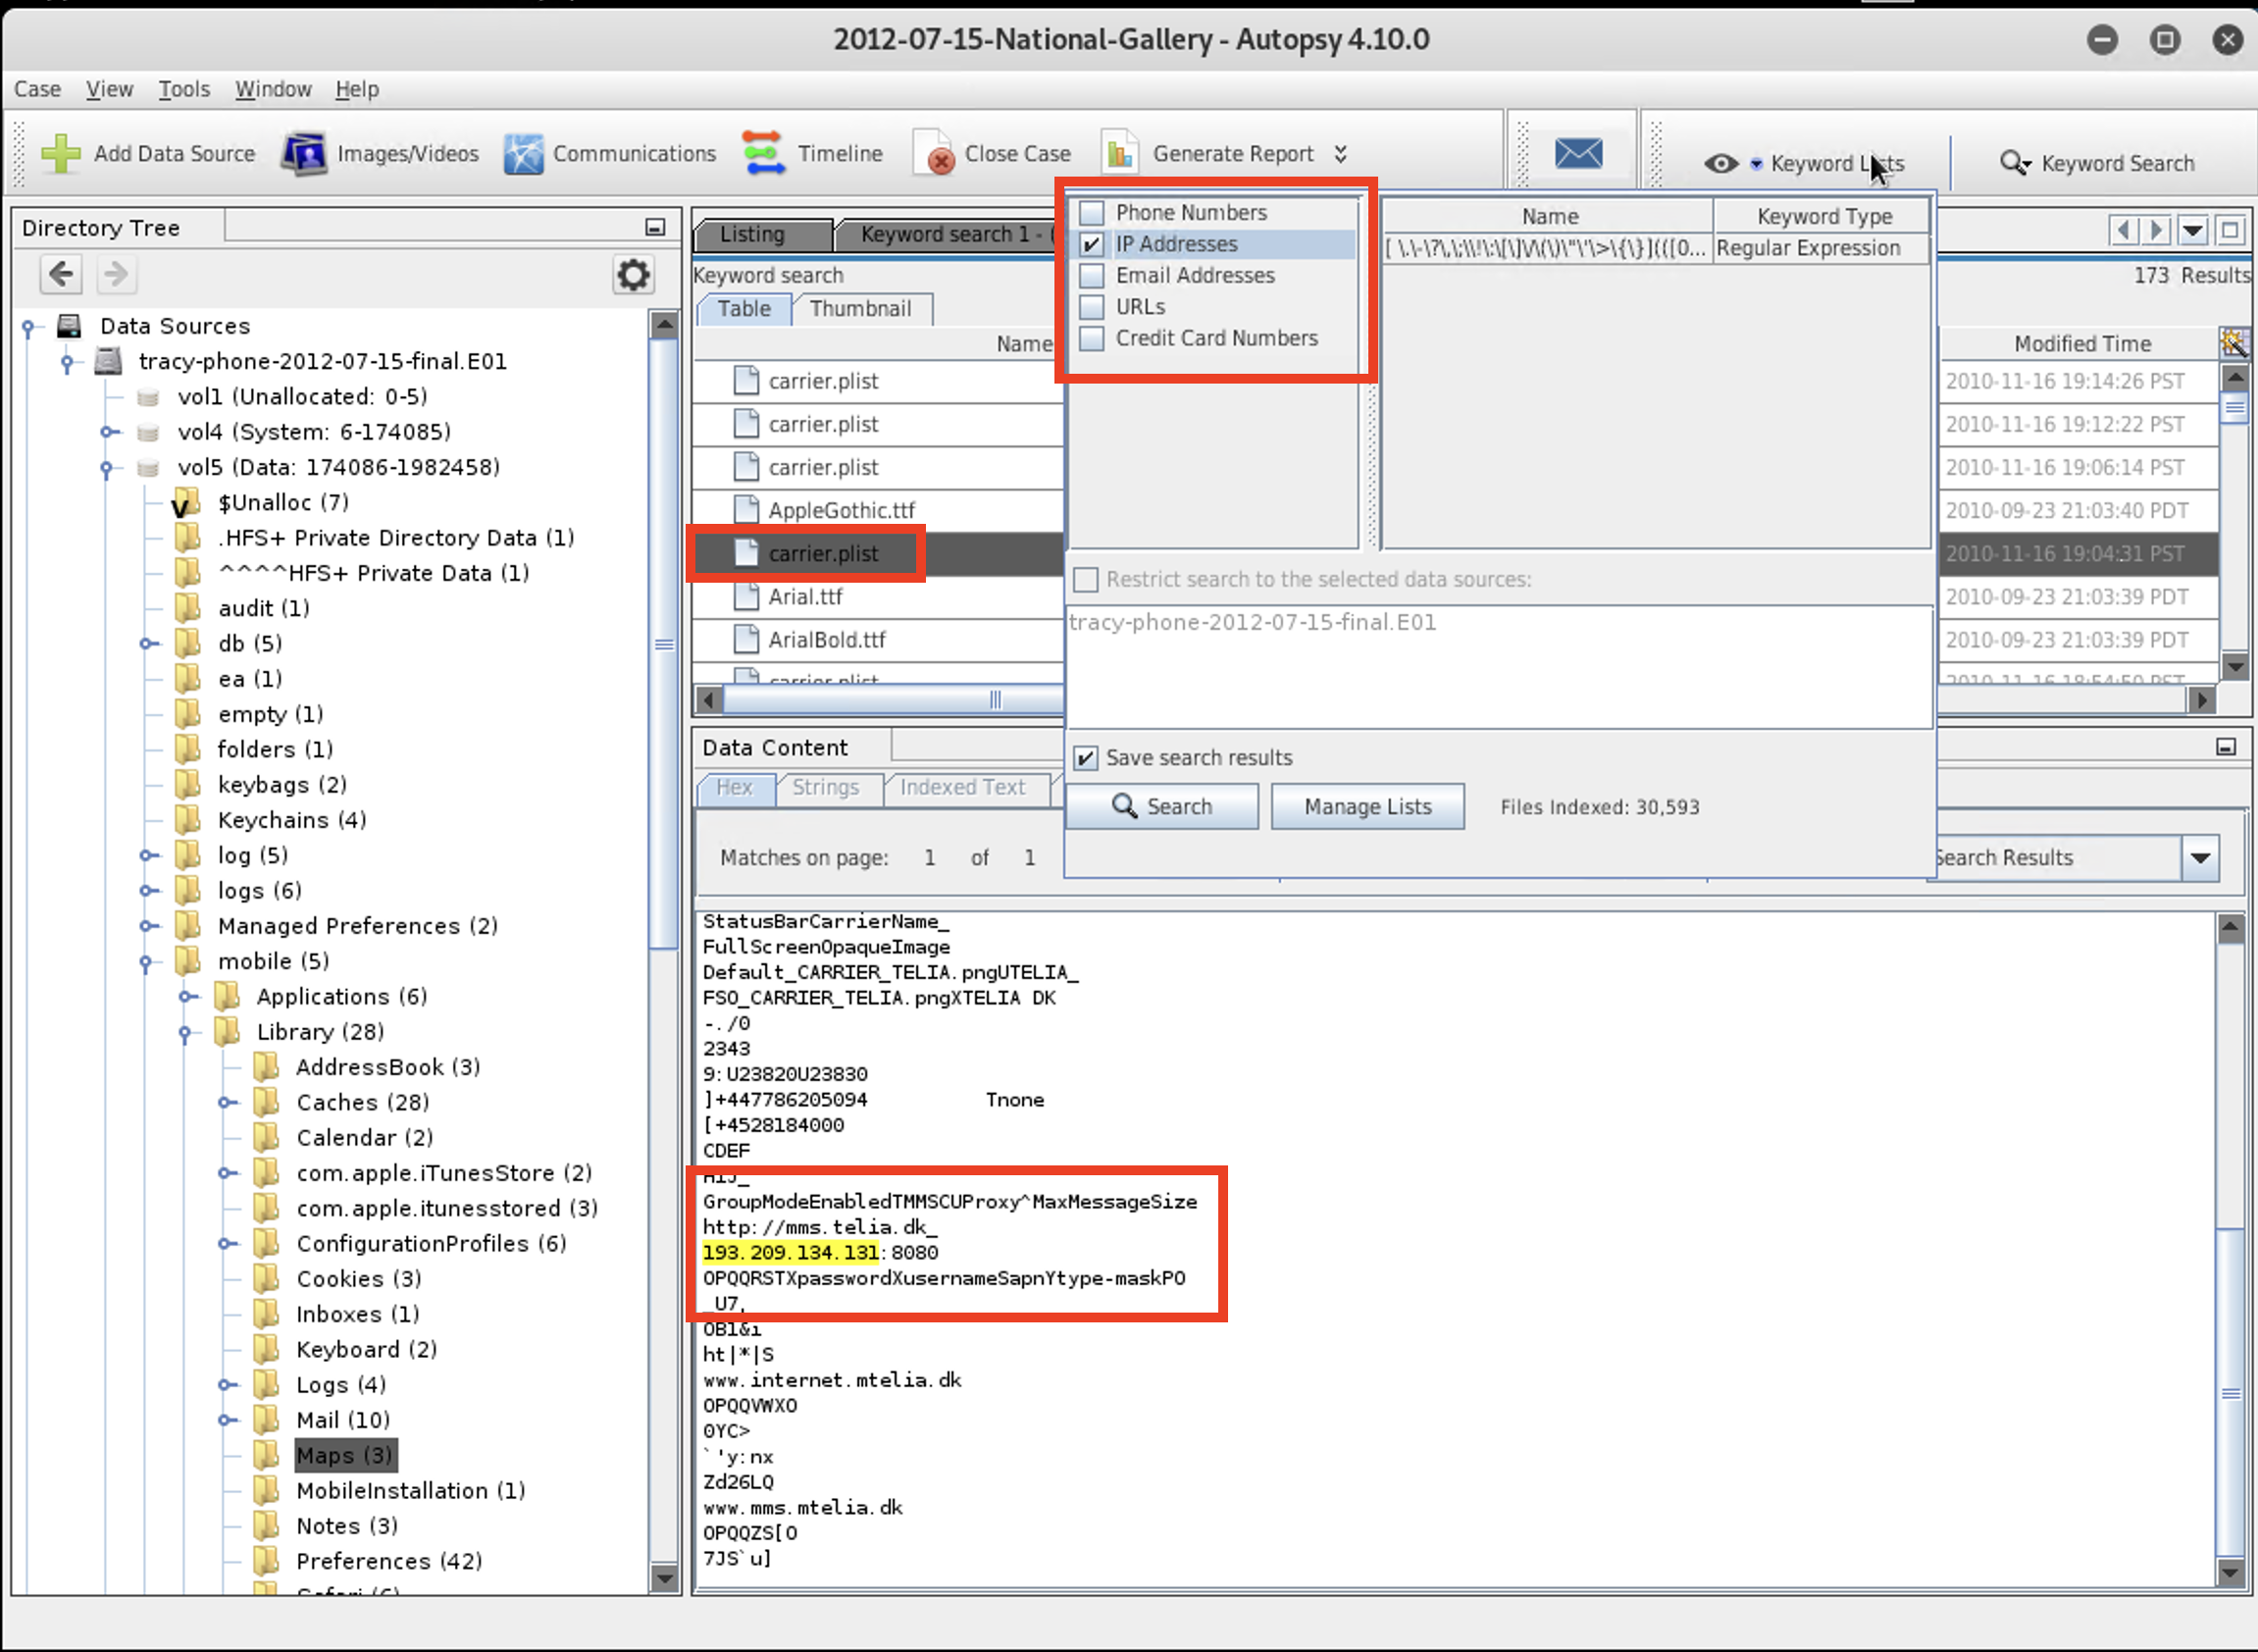 2012-07-15-National-Gallery - Autopsy 4.10.0
Case View Tools Window Help
Add Data Source Images/Videos Communications Timeline Close Case Generate Report Keyword Lists Keyword Search
Directory Tree
Data Sources
tracy-phone-2012-07-15-final.E01
vol1 (Unallocated: 0-5)
vol4 (System: 6-174085)
vol5 (Data: 174086-1982458)
$Unalloc (7)
.HFS+ Private Directory Data (1)
^^^^HFS+ Private Data (1)
audit (1)
db (5)
ea (1)
empty (1)
folders (1)
keybags (2)
Keychains (4)
log (5)
logs (6)
Managed Preferences (2)
mobile (5)
Applications (6)
Library (28)
AddressBook (3)
Caches (28)
Calendar (2)
com.apple.iTunesStore (2)
com.apple.itunesstored (3)
ConfigurationProfiles (6)
Cookies (3)
Inboxes (1)
Keyboard (2)
Logs (4)
Mail (10)
Maps (3)
MobileInstallation (1)
Notes (3)
Preferences (42)
Listing Keyword search 1 - (
Keyword search 173 Results
Table Thumbnail
Name Modified Time
carrier.plist 2010-11-16 19:14:26 PST
carrier.plist 2010-11-16 19:12:22 PST
carrier.plist 2010-11-16 19:06:14 PST
AppleGothic.ttf 2010-09-23 21:03:40 PDT
carrier.plist 2010-11-16 19:04:31 PST
Arial.ttf 2010-09-23 21:03:39 PDT
ArialBold.ttf 2010-09-23 21:03:39 PDT
carrier.plist 2010-11-16 18:54:50 PST
Phone Numbers
IP Addresses
Email Addresses
URLs
Credit Card Numbers
Name Keyword Type
Regular Expression
Restrict search to the selected data sources:
tracy-phone-2012-07-15-final.E01
Save search results
Search Manage Lists Files Indexed: 30,593
Data Content
Hex Strings Indexed Text
Matches on page: 1 of 1 Search Results
StatusBarCarrierName_
FullScreenOpaqueImage
Default_CARRIER_TELIA.pngUTELIA_
FSO_CARRIER_TELIA.pngXTELIA DK
-./0
2343
9:U23820U23830
]+447786205094 Tnone
[+4528184000
CDEF
HIJ_
GroupModeEnabledTMMSCUProxy^MaxMessageSize
http://mms.telia.dk_
193.209.134.131:8080
OPQQRSTXpasswordXusernameSapnYtype-maskPO
_U7,
OBl&i
ht|*|S
www.internet.mtelia.dk
OPQQVWXO
0YC>
`'y:nx
Zd26LQ
www.mms.mtelia.dk
OPQQZS[O
7JS`u]